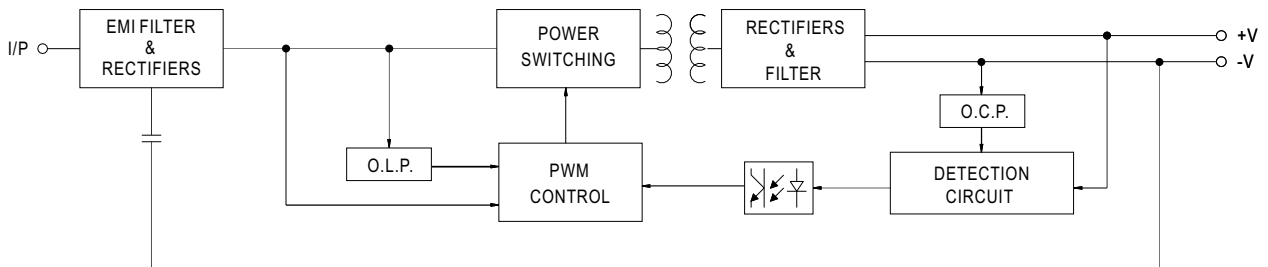 I/P
EMI FILTER
&
RECTIFIERS
POWER
SWITCHING
RECTIFIERS
&
FILTER
+V
-V
O.C.P.
O.L.P.
PWM
CONTROL
DETECTION
CIRCUIT